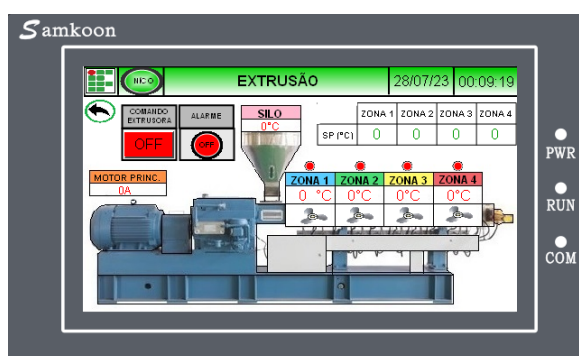 Samkoon
INICIO EXTRUSÃO 28/07/23 00:09:19
COMANDO EXTRUSORA
OFF
ALARME
OFF
SILO
0°C
ZONA 1 ZONA 2 ZONA 3 ZONA 4
SP (°C) 0 0 0 0
MOTOR PRINC.
0A
ZONA 1 ZONA 2 ZONA 3 ZONA 4
0 °C 0°C 0°C 0°C
PWR
RUN
COM